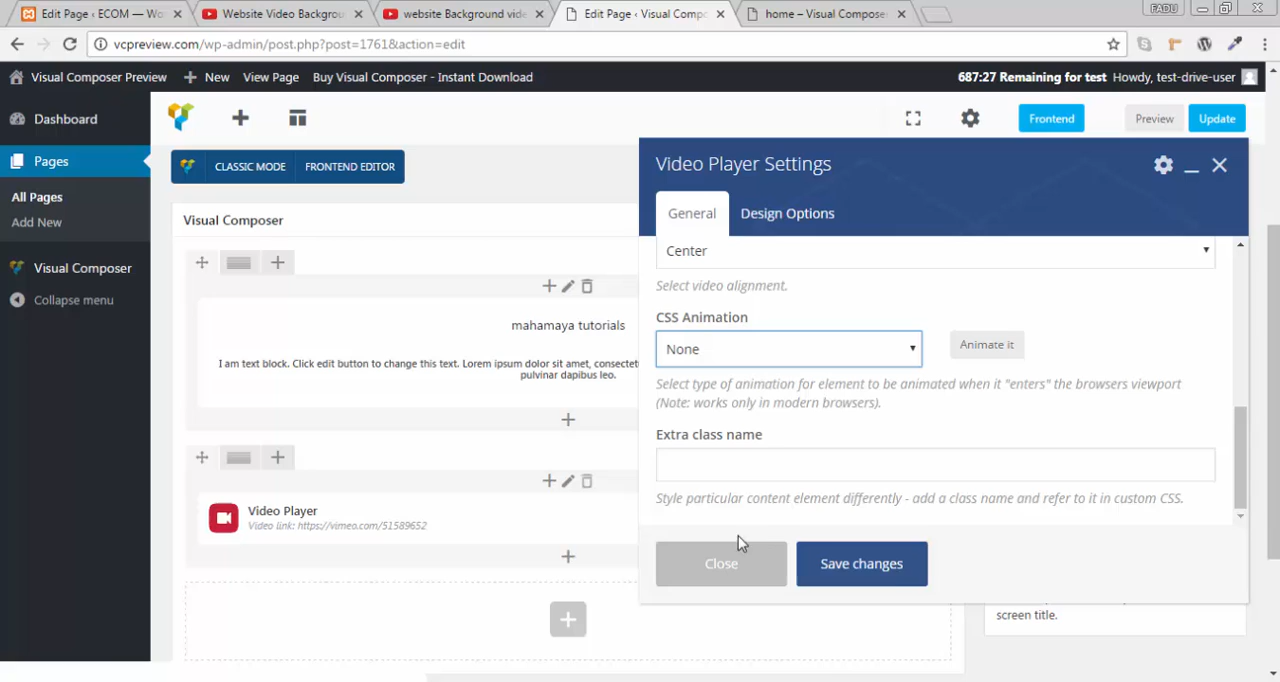 Edit Page ‹ ECOM — Wo
Website Video Backgrou
website Background vide
Edit Page ‹ Visual Compo
home – Visual Compose
FADU
vcpreview.com/wp-admin/post.php?post=1761&action=edit
Visual Composer Preview
New
View Page
Buy Visual Composer - Instant Download
687:27 Remaining for test
Howdy, test-drive-user
Dashboard
Pages
All Pages
Add New
Visual Composer
Collapse menu
Frontend
Preview
Update
CLASSIC MODE
FRONTEND EDITOR
Visual Composer
mahamaya tutorials
I am text block. Click edit button to change this text. Lorem ipsum dolor sit amet, consectet
pulvinar dapibus leo.
Video Player
Video link: https://vimeo.com/51589652
Video Player Settings
General
Design Options
Center
Select video alignment.
CSS Animation
None
Animate it
Select type of animation for element to be animated when it "enters" the browsers viewport
(Note: works only in modern browsers).
Extra class name
Style particular content element differently - add a class name and refer to it in custom CSS.
Close
Save changes
screen title.